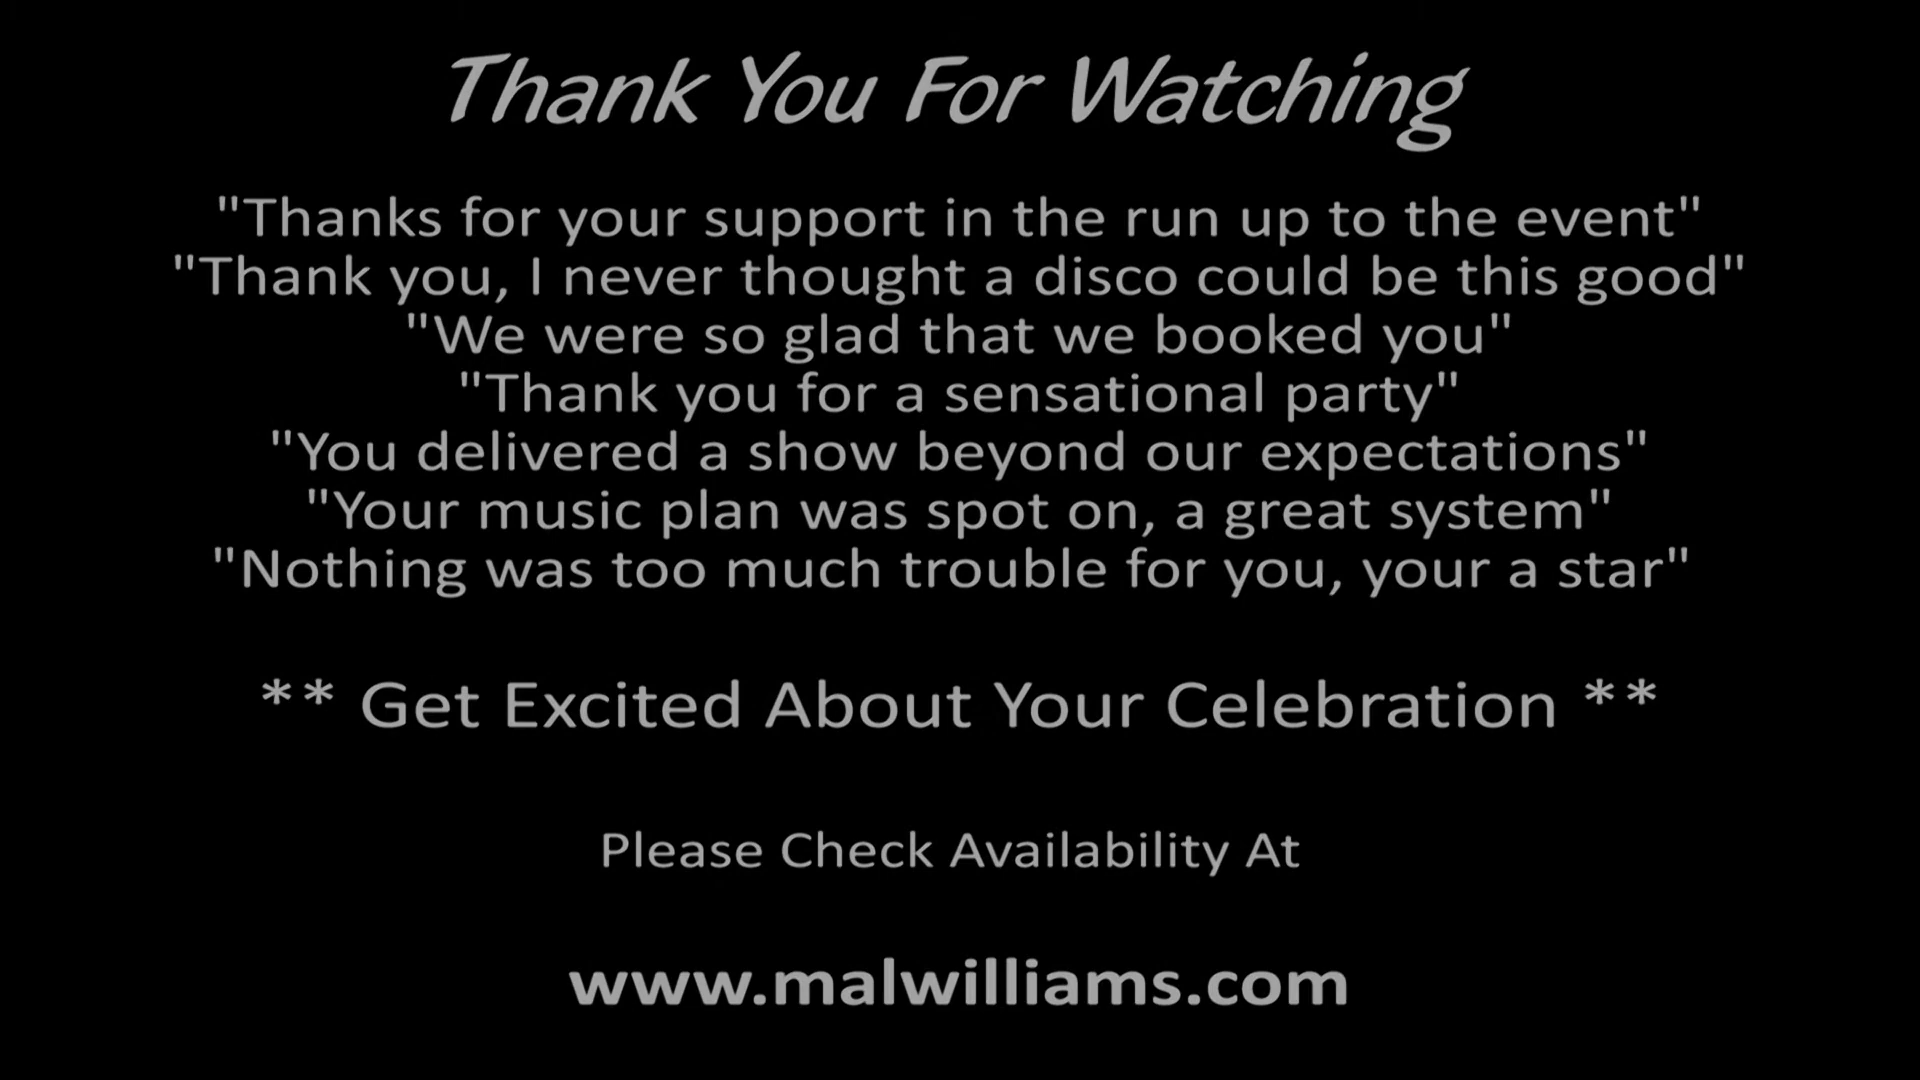 Thank You For Watching
"Thanks for your support in the run up to the event"
"Thank you, I never thought a disco could be this good"
"We were so glad that we booked you"
"Thank you for a sensational party"
"You delivered a show beyond our expectations"
"Your music plan was spot on, a great system"
"Nothing was too much trouble for you, your a star"
** Get Excited About Your Celebration **
Please Check Availability At
www.malwilliams.com